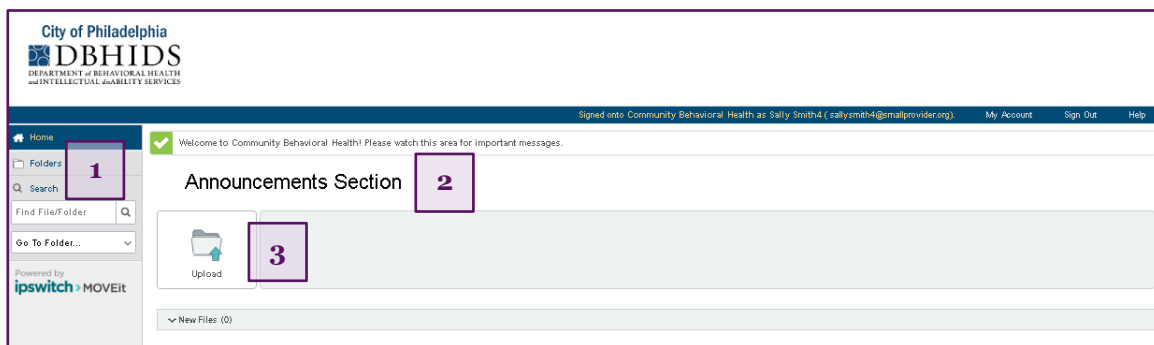 City of Philadelphia
DBHIDS
DEPARTMENT of BEHAVIORAL HEALTH
and INTELLECTUAL disABILITY SERVICES
Signed onto Community Behavioral Health as Sally Smith4 ( sallysmith4@smallprovider.org). My Account Sign Out Help
Home
Folders
Search
1
Find File/Folder
Go To Folder...
Powered by
ipswitch > MOVEit
Welcome to Community Behavioral Health! Please watch this area for important messages.
Announcements Section
2
Upload
3
New Files (0)